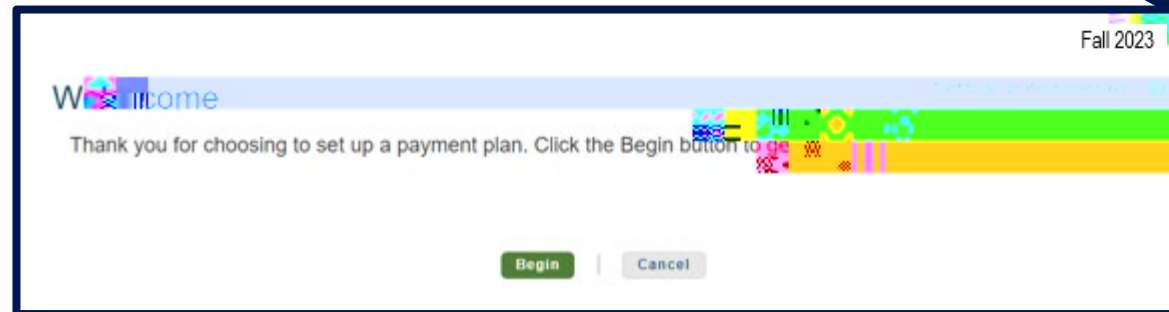 Fall 2023
Thank you for choosing to set up a payment plan. Click the Begin button to
Begin
Cancel